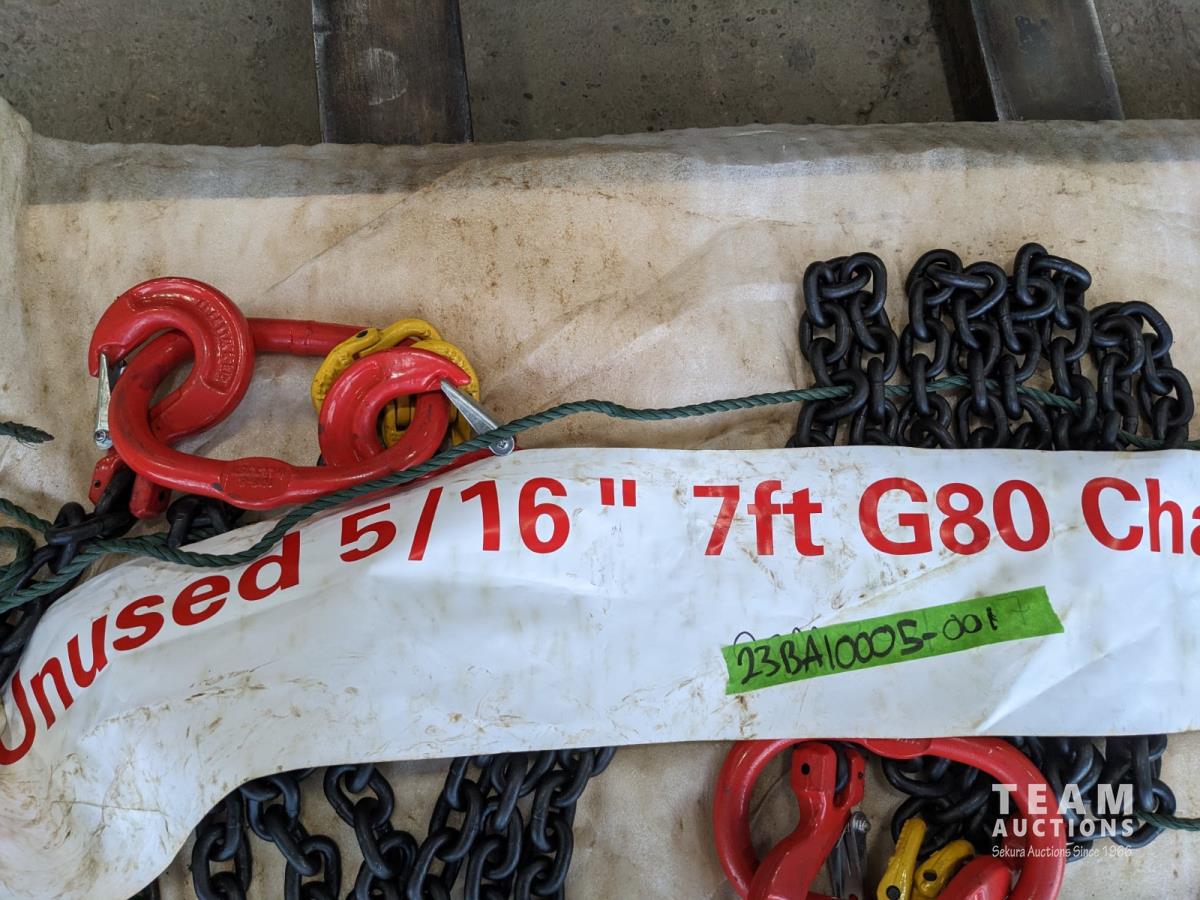 Unused 5/16" 7ft G80 Cha
23BA10005-001
TEAM
AUCTIONS
Sekura Auctions Since 1966